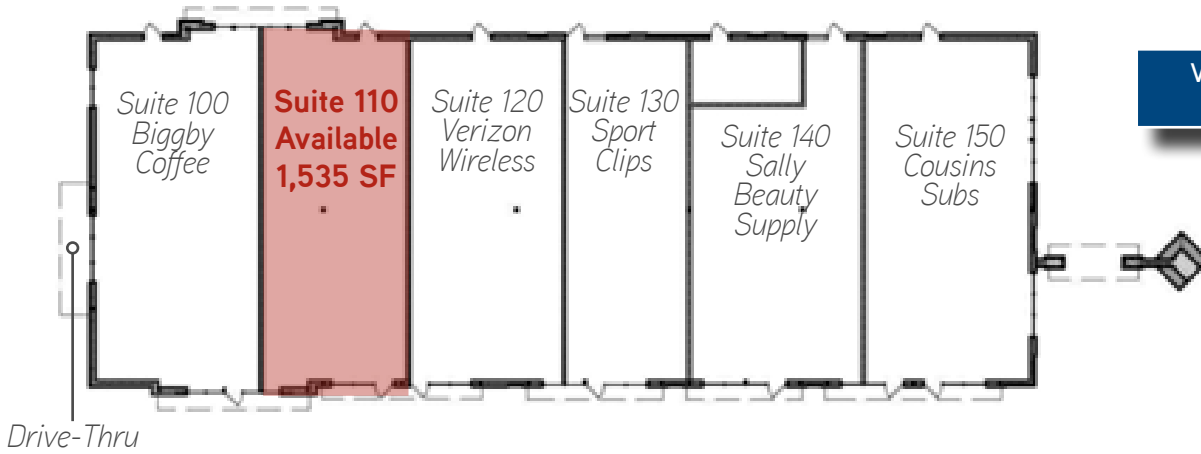 Suite 100
Biggby
Coffee
Suite 110
Available
1,535 SF
Suite 120
Verizon
Wireless
Suite 130
Sport
Clips
Suite 140
Sally
Beauty
Supply
Suite 150
Cousins
Subs
Drive-Thru